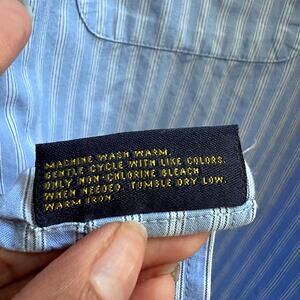 MACHINE WASH WARM.
GENTLE CYCLE WITH LIKE COLORS.
ONLY NON-CHLORINE BLEACH
WHEN NEEDED. TUMBLE DRY LOW.
WARM IRON.